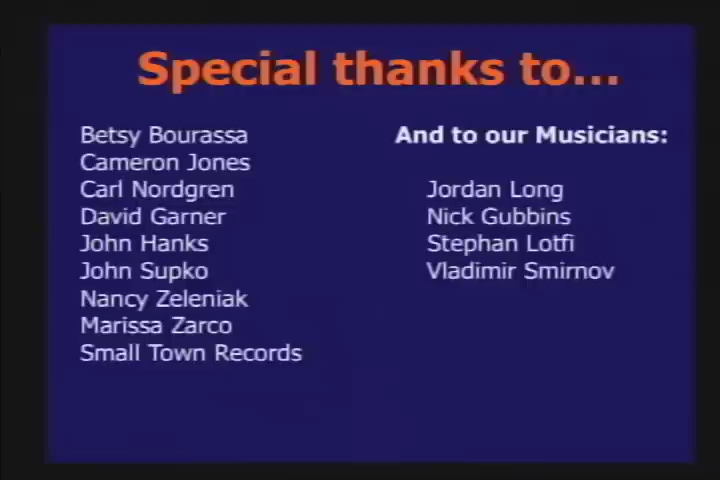 Special thanks to...
Betsy Bourassa
Cameron Jones
Carl Nordgren
David Garner
John Hanks
John Supko
Nancy Zeleniak
Marissa Zarco
Small Town Records
And to our Musicians:
Jordan Long
Nick Gubbins
Stephan Lotfi
Vladimir Smirnov